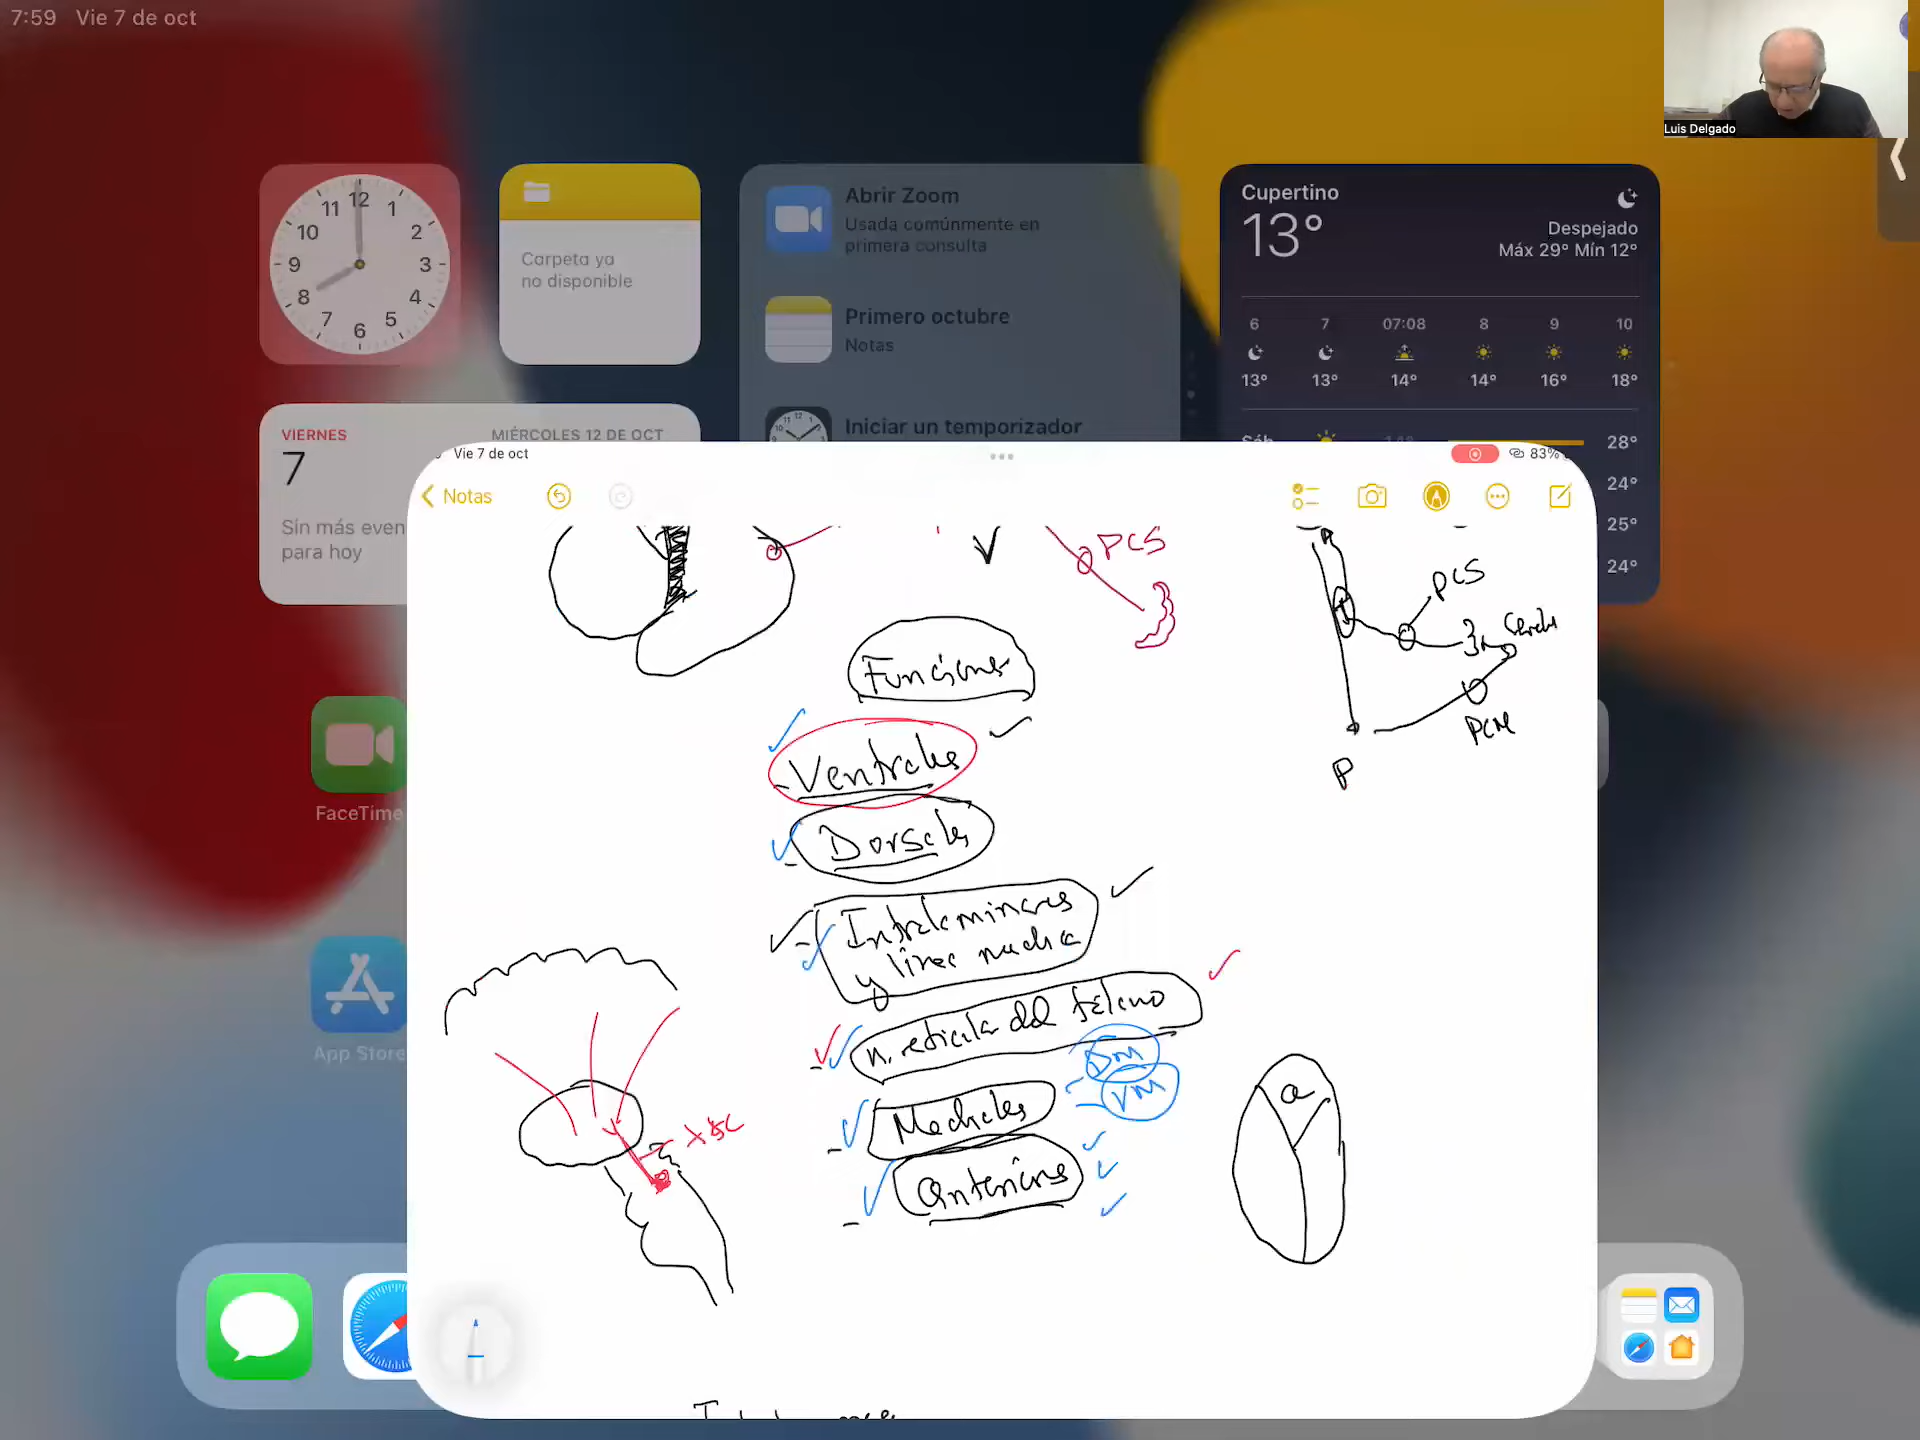 7:59 Vie 7 de oct
Luis Delgado
12
11 1
10 2
9 3
8 4
7 5
6
Carpeta ya
no disponible
Abrir Zoom
Usada comúnmente en
primera consulta
Primero octubre
Notas
Iniciar un temporizador
Cupertino
13°
Despejado
Máx 29° Mín 12°
6 7 07:08 8 9 10
13° 13° 14° 14° 16° 18°
Sáb 28°
24°
25°
24°
VIERNES
7
MIÉRCOLES 12 DE OCT
Sin más even
para hoy
FaceTime
App Store
Vie 7 de oct
83%
Notas
PCS
PCS
PCM
P
Funciones
- Ventrales
- Dorsales
- Intralaminares
y línea media
- n. reticular del tálamo
DM
VM
- Mediales
- Anteriores
a